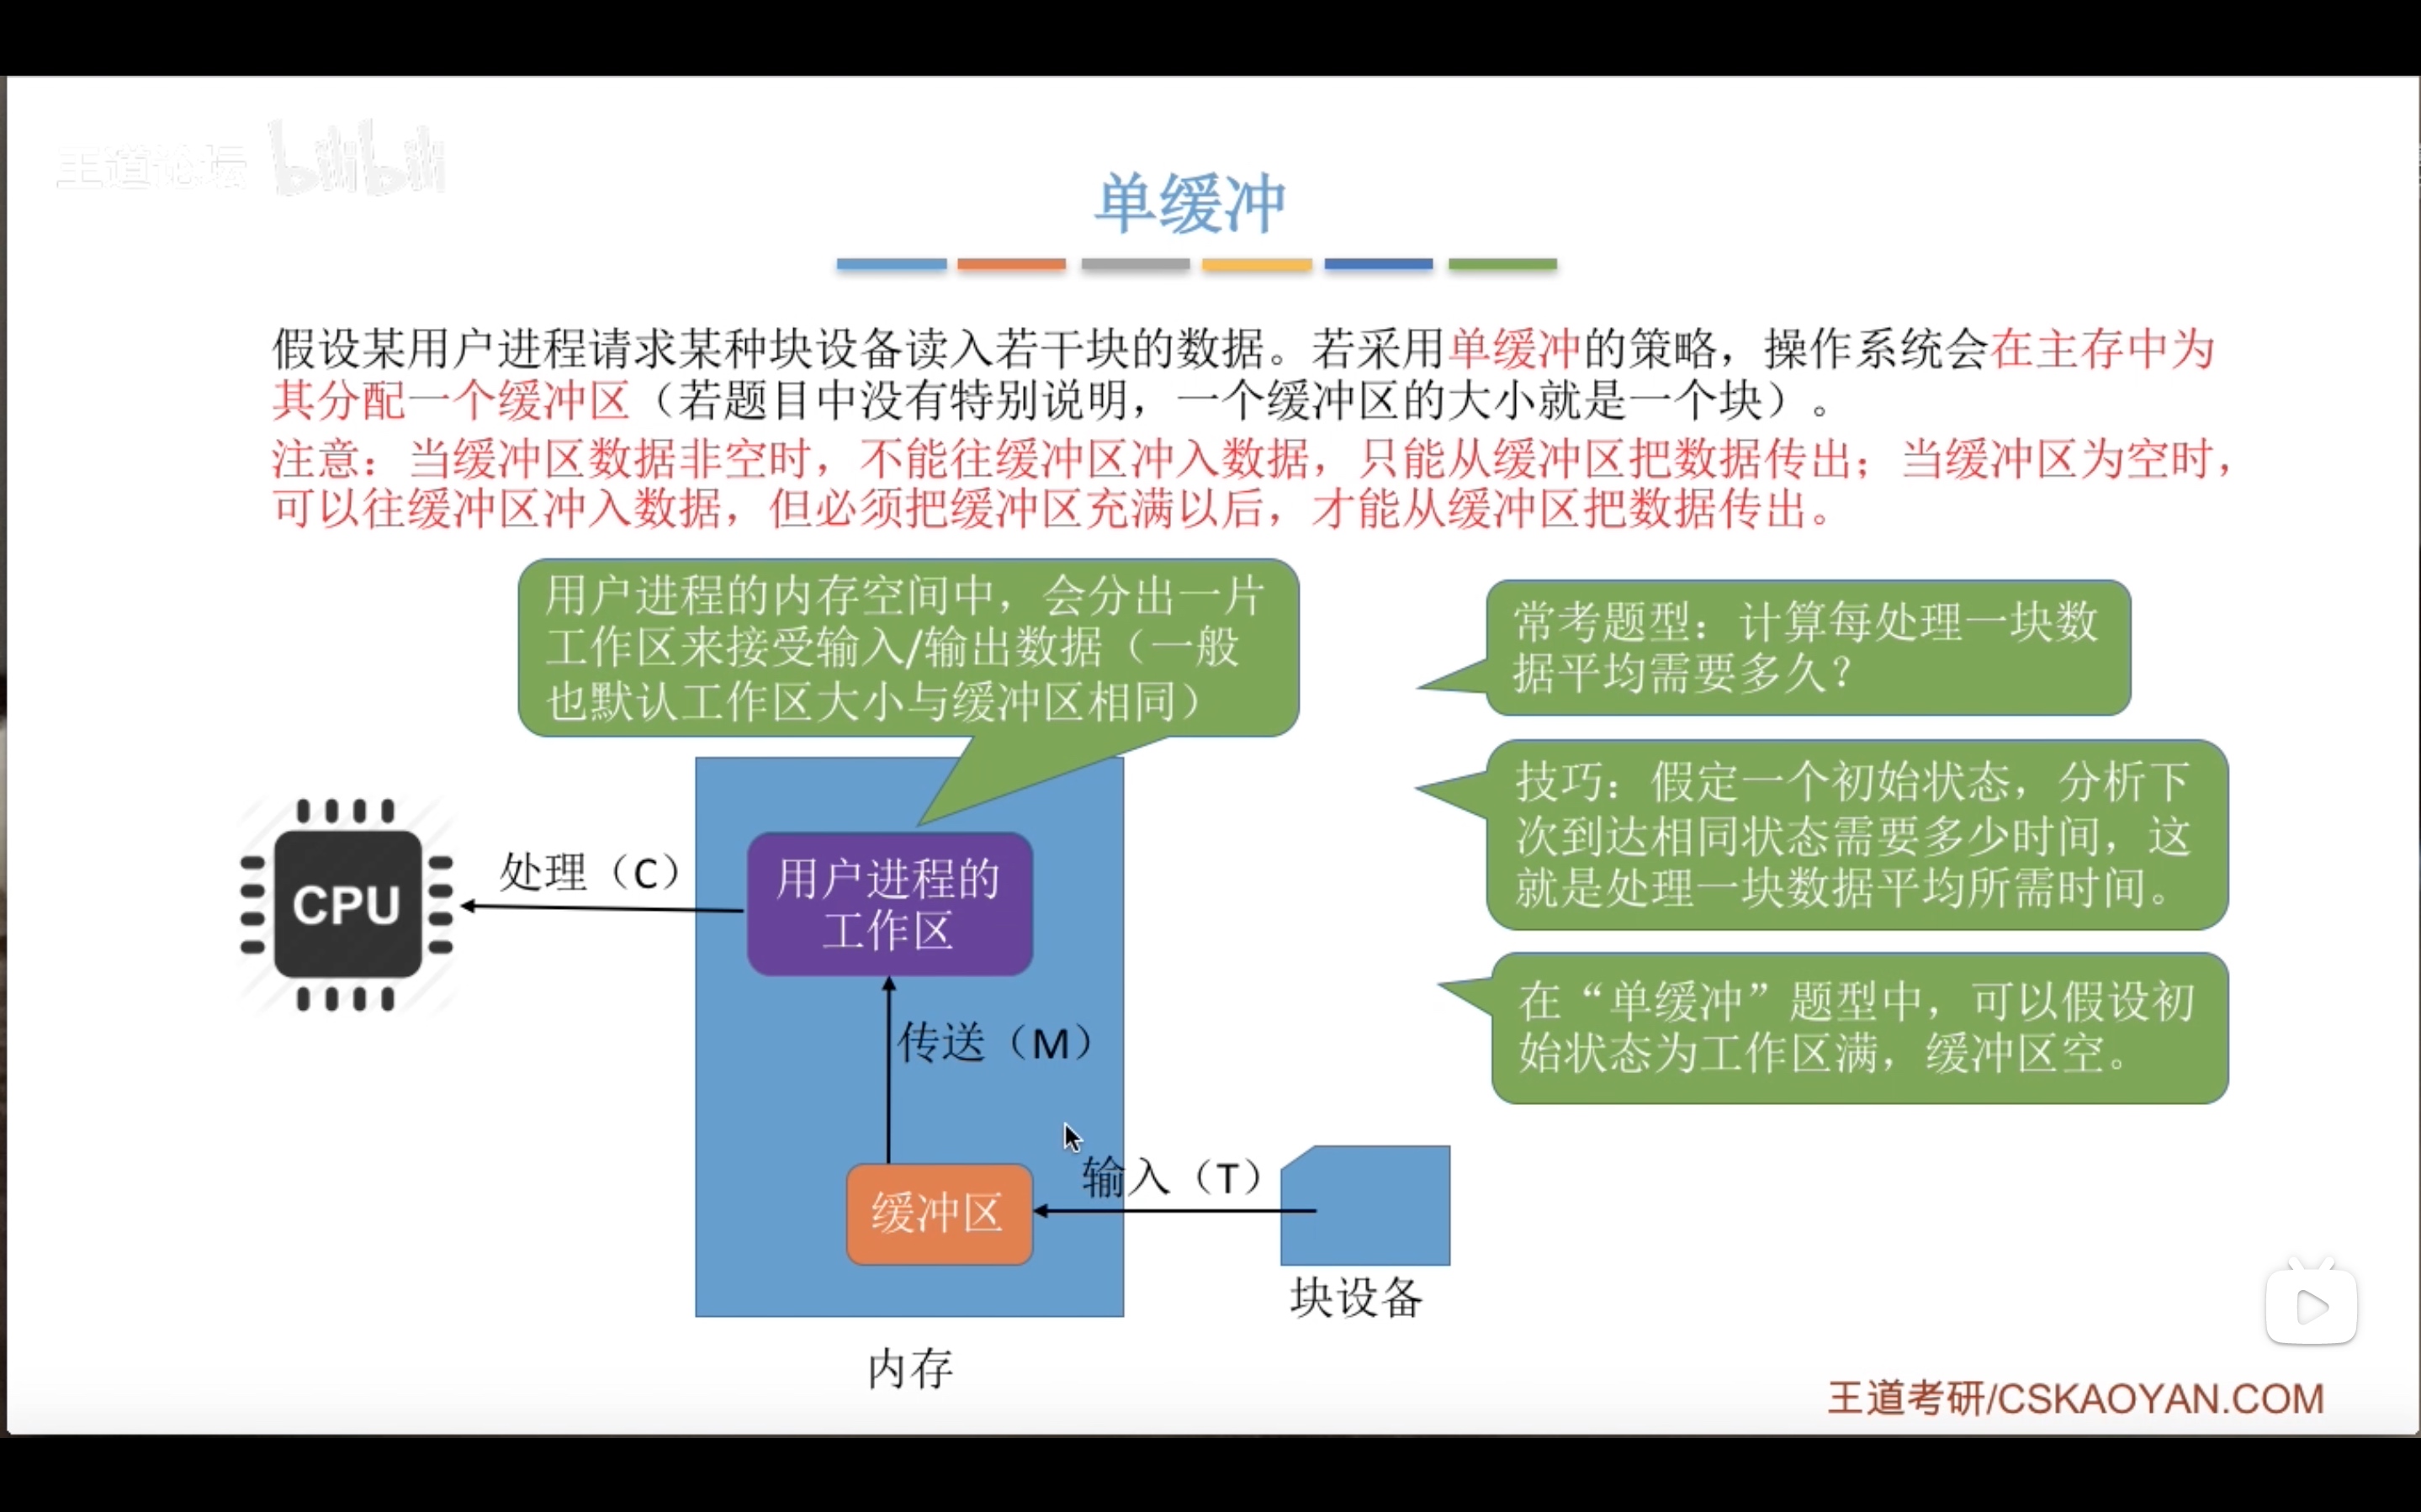 王道论坛 bilibili
单缓冲
假设某用户进程请求某种块设备读入若干块的数据。若采用单缓冲的策略，操作系统会在主存中为
其分配一个缓冲区（若题目中没有特别说明，一个缓冲区的大小就是一个块）。
注意：当缓冲区数据非空时，不能往缓冲区冲入数据，只能从缓冲区把数据传出；当缓冲区为空时，
可以往缓冲区冲入数据，但必须把缓冲区充满以后，才能从缓冲区把数据传出。
用户进程的内存空间中，会分出一片
工作区来接受输入/输出数据（一般
也默认工作区大小与缓冲区相同）
常考题型：计算每处理一块数
据平均需要多久？
技巧：假定一个初始状态，分析下
次到达相同状态需要多少时间，这
就是处理一块数据平均所需时间。
在“单缓冲”题型中，可以假设初
始状态为工作区满，缓冲区空。
CPU
处理（C）
用户进程的
工作区
传送（M）
缓冲区
输入（T）
块设备
内存
王道考研/CSKAOYAN.COM